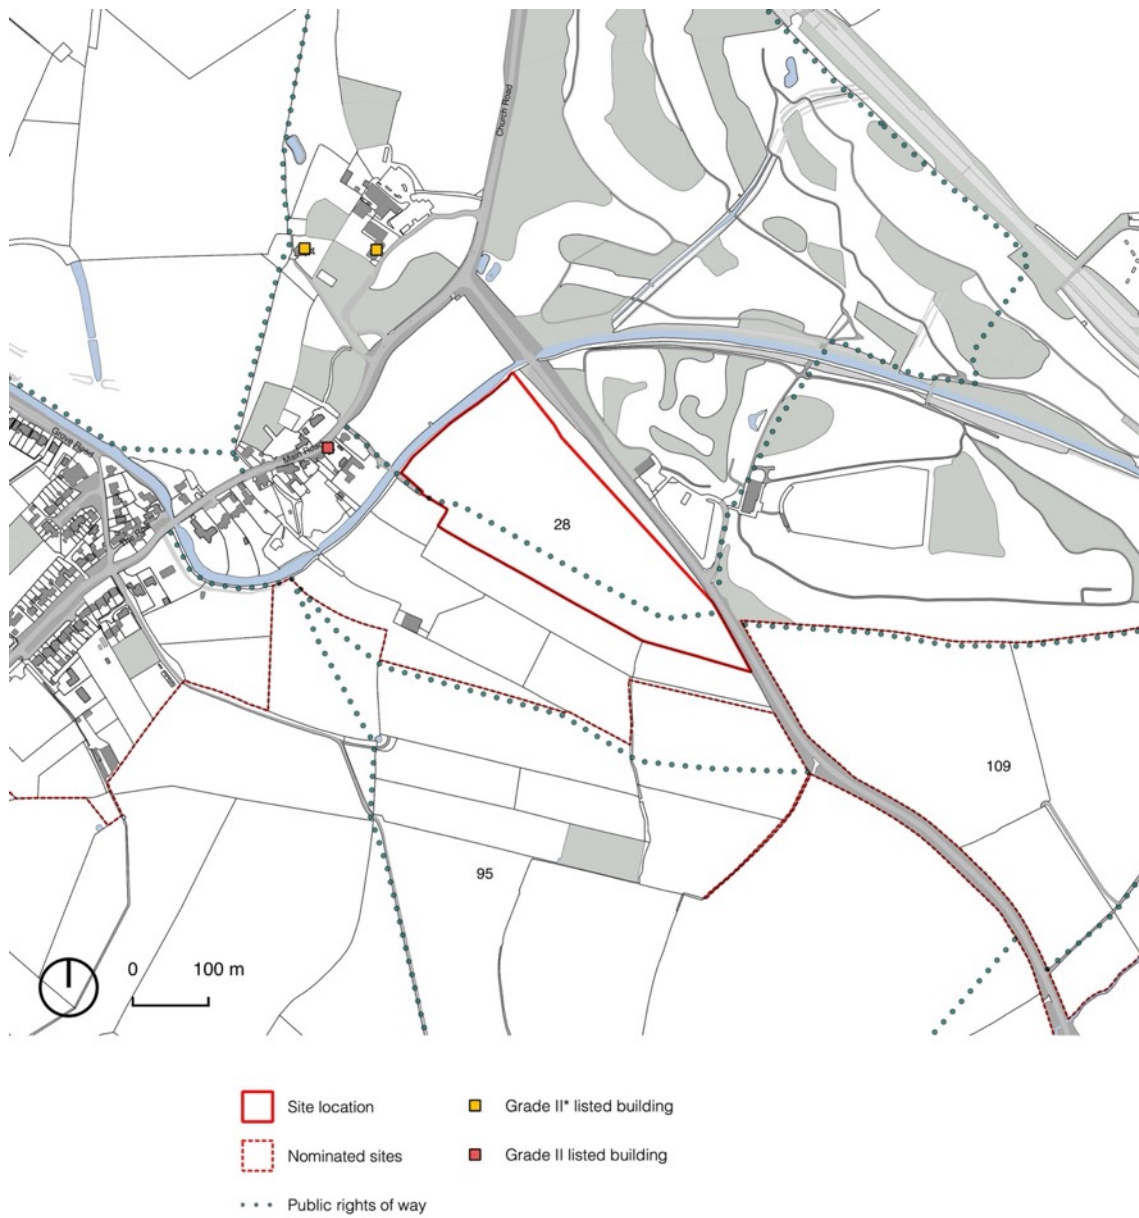 Church Road
Grove Road
Main Road
28
109
95
0 100 m
Site location
Grade II* listed building
Nominated sites
Grade II listed building
Public rights of way